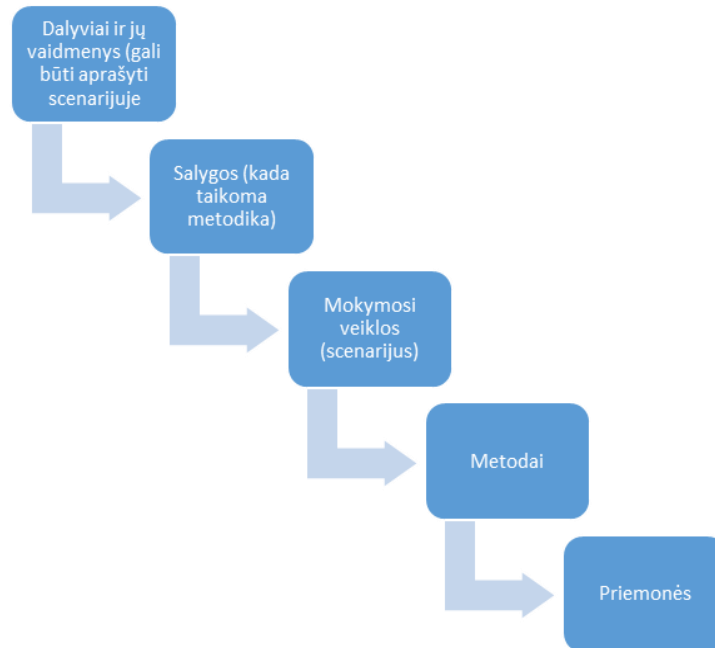 Dalyviai ir jų
vaidmenys (gali
būti aprašyti
scenarijuje
Salygos (kada
taikoma
metodika)
Mokymosi
veiklos
(scenarijus)
Metodai
Priemonės